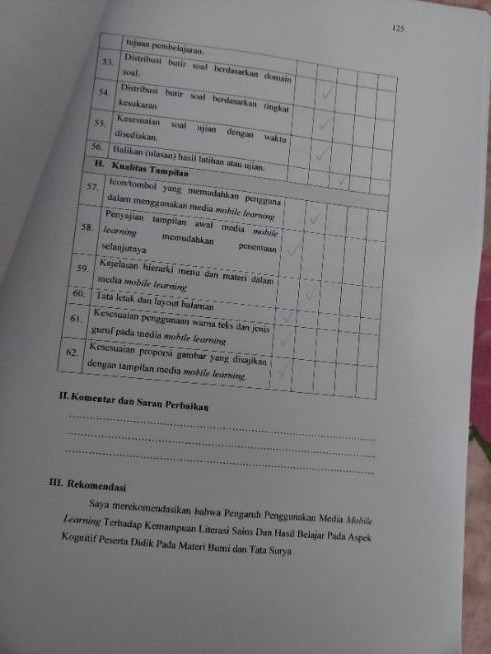 125
tujuan pembelajaran.
53. Distribusi butir soal berdasarkan domain
soal.
54. Distribusi butir soal berdasarkan tingkat
kesukaran
55. Kesesuaian soal ujian dengan waktu
disediakan.
56. Balikan (ulasan) hasil latihan atau ujian.
H. Kualitas Tampilan
57. Icon/tombol yang memudahkan pengguna
dalam menggunakan media mobile learning
58. Penyajian tampilan awal media mobile
learning memudahkan penentuan
selanjutnya
59. Kejelasan hierarki menu dan materi dalam
media mobile learning
60. Tata letak dan layout halaman
61. Kesesuaian penggunaan warna teks dan jenis
huruf pada media mobile learning
62. Kesesuaian proporsi gambar yang disajikan
dengan tampilan media mobile learning.
II. Komentar dan Saran Perbaikan
III. Rekomendasi
Saya merekomendasikan bahwa Pengaruh Penggunakan Media Mobile
Learning Terhadap Kemampuan Literasi Sains Dan Hasil Belajar Pada Aspek
Kognitif Peserta Didik Pada Materi Bumi dan Tata Surya